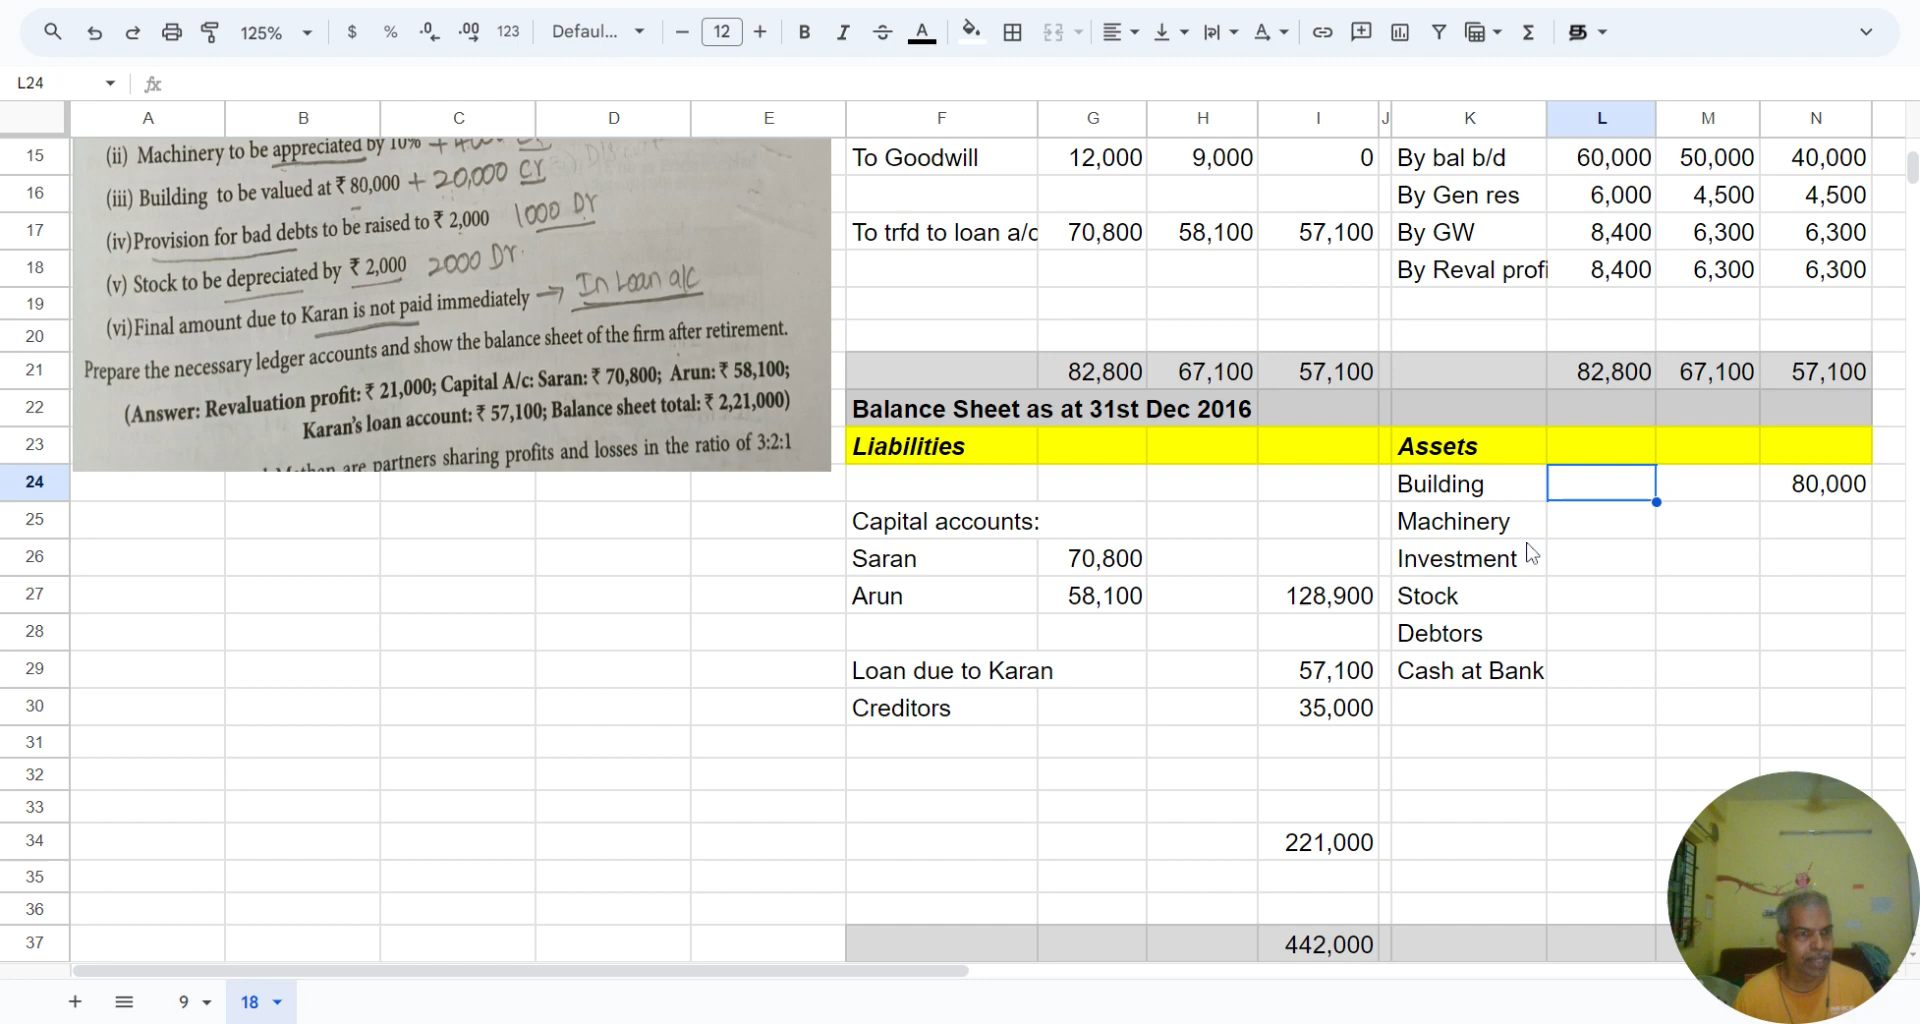 125% $ % .0 .00 123 Defaul... − 12 + B I A Σ
L24 fx
A B C D E F G H I J K L M N
(ii) Machinery to be appreciated by 10%
(iii) Building to be valued at ₹ 80,000 + 20,000 Cr
(iv)Provision for bad debts to be raised to ₹ 2,000 1000 Dr
(v) Stock to be depreciated by ₹ 2,000 2000 Dr.
(vi)Final amount due to Karan is not paid immediately → In Loan a/c
Prepare the necessary ledger accounts and show the balance sheet of the firm after retirement.
(Answer: Revaluation profit: ₹ 21,000; Capital A/c: Saran: ₹ 70,800; Arun: ₹ 58,100;
Karan's loan account: ₹ 57,100; Balance sheet total: ₹ 2,21,000)
are partners sharing profits and losses in the ratio of 3:2:1
15 To Goodwill 12,000 9,000 0 By bal b/d 60,000 50,000 40,000
16 By Gen res 6,000 4,500 4,500
17 To trfd to loan a/c 70,800 58,100 57,100 By GW 8,400 6,300 6,300
18 By Reval profi 8,400 6,300 6,300
19
20
21 82,800 67,100 57,100 82,800 67,100 57,100
22 Balance Sheet as at 31st Dec 2016
23 Liabilities Assets
24 Building 80,000
25 Capital accounts: Machinery
26 Saran 70,800 Investment
27 Arun 58,100 128,900 Stock
28 Debtors
29 Loan due to Karan 57,100 Cash at Bank
30 Creditors 35,000
31
32
33
34 221,000
35
36
37 442,000
+ 9 18